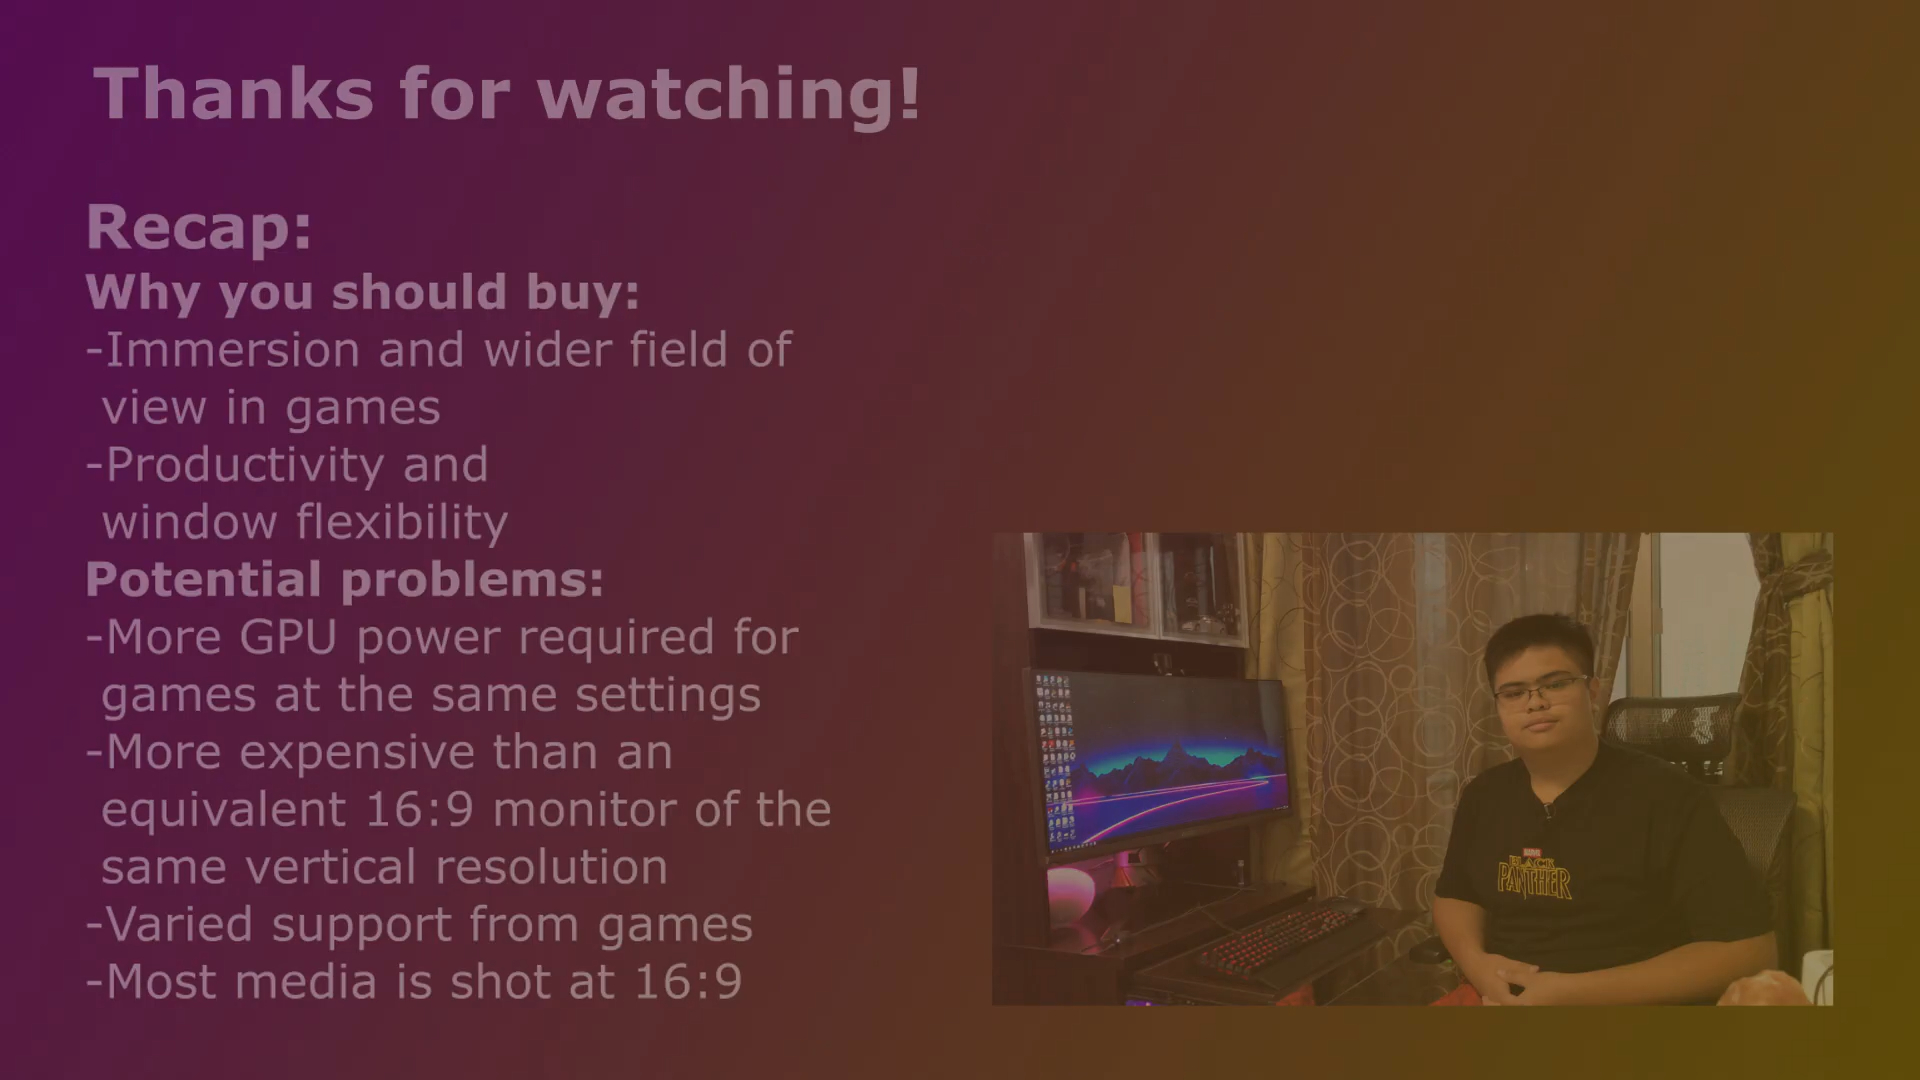 Thanks for watching!
Recap:
Why you should buy:
-Immersion and wider field of
view in games
-Productivity and
window flexibility
Potential problems:
-More GPU power required for
games at the same settings
-More expensive than an
equivalent 16:9 monitor of the
same vertical resolution
-Varied support from games
-Most media is shot at 16:9
BLACK
PANTHER